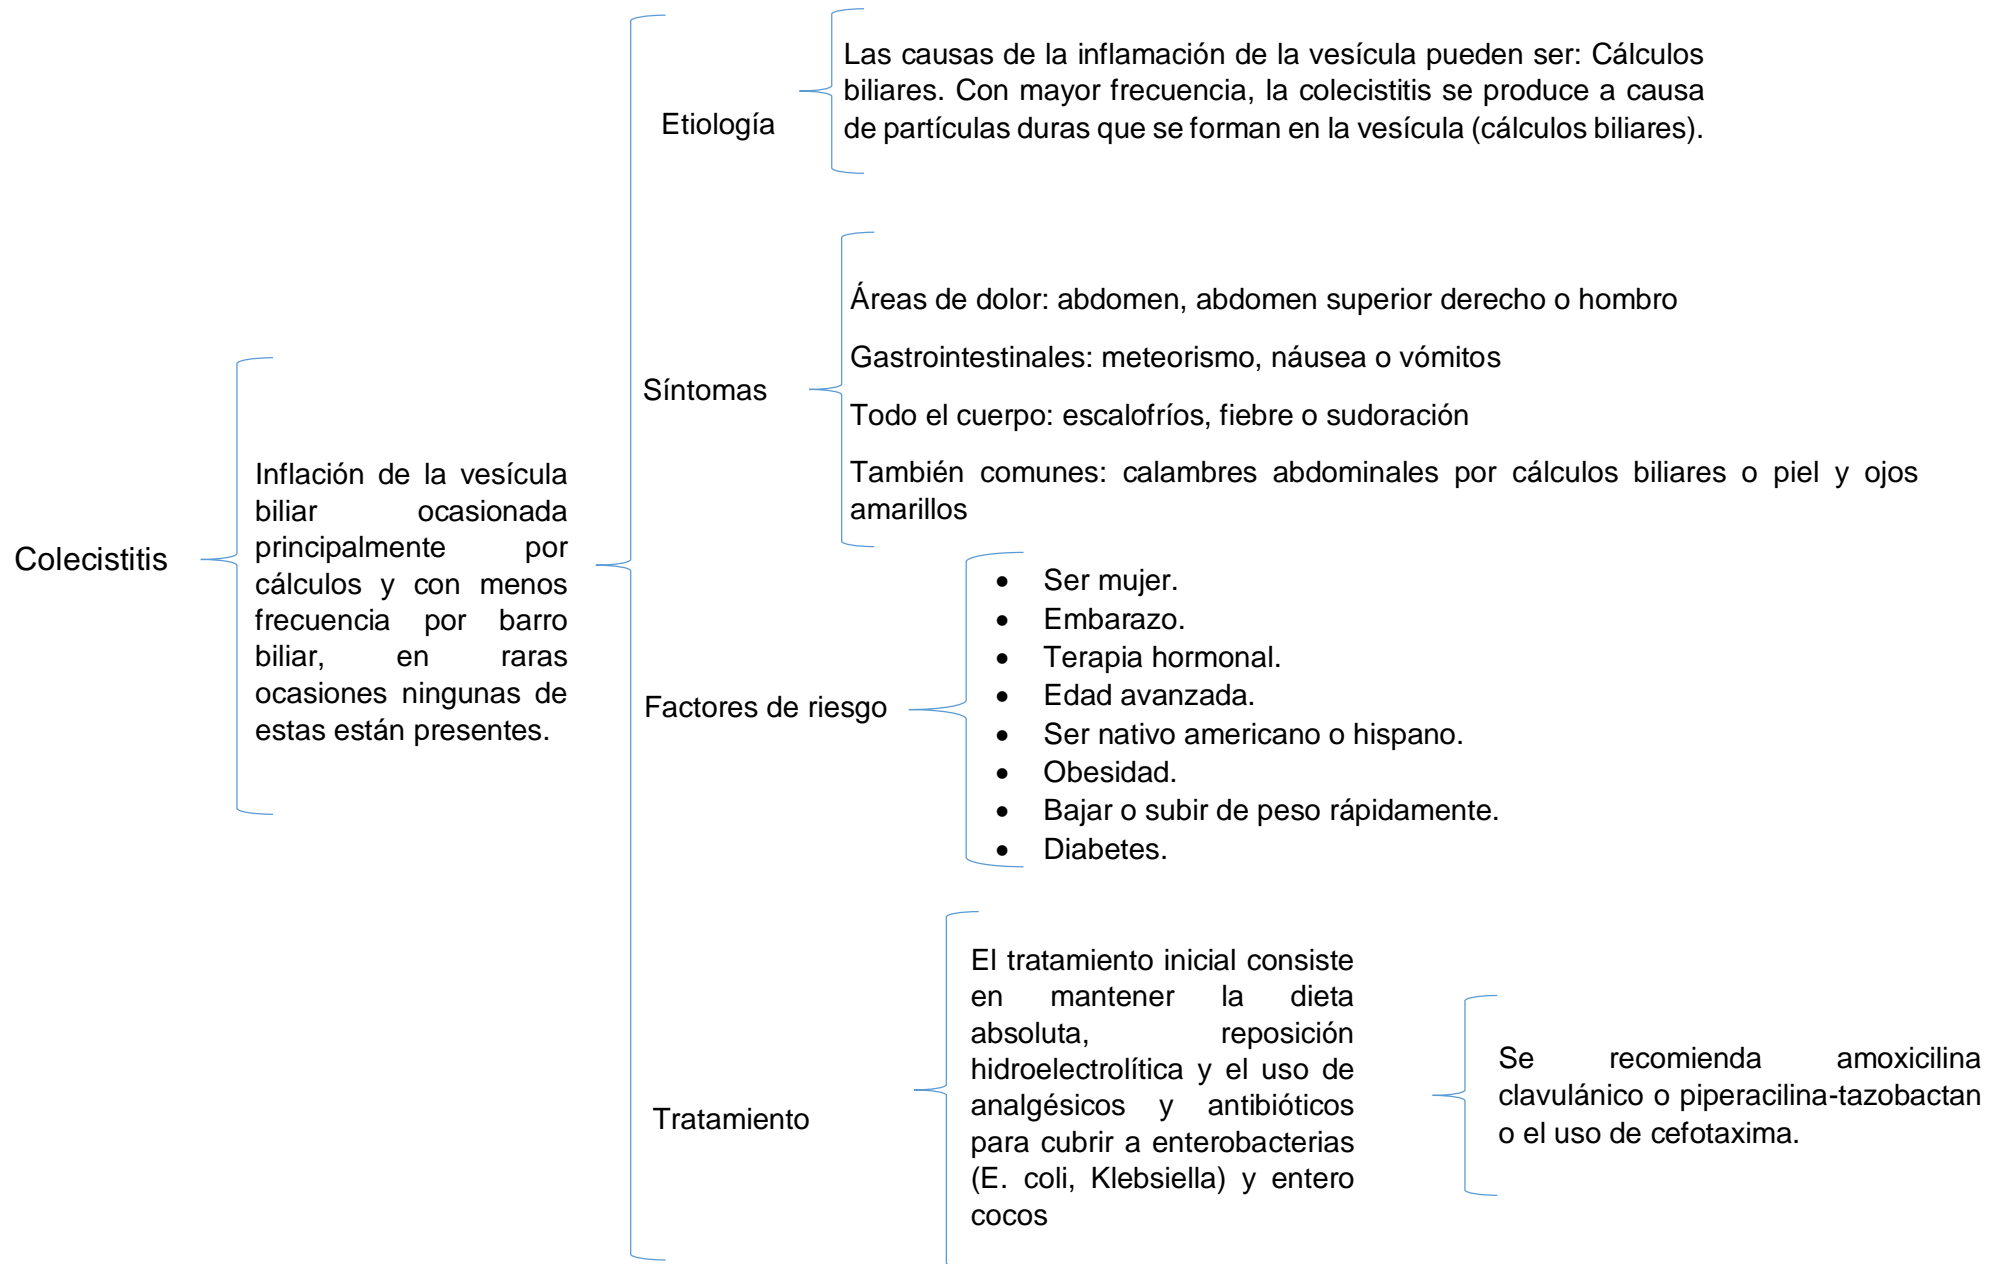 Colecistitis
Inflación de la vesícula
biliar ocasionada
principalmente por
cálculos y con menos
frecuencia por barro
biliar, en raras
ocasiones ningunas de
estas están presentes.
Etiología
Las causas de la inflamación de la vesícula pueden ser: Cálculos
biliares. Con mayor frecuencia, la colecistitis se produce a causa
de partículas duras que se forman en la vesícula (cálculos biliares).
Síntomas
Áreas de dolor: abdomen, abdomen superior derecho o hombro
Gastrointestinales: meteorismo, náusea o vómitos
Todo el cuerpo: escalofríos, fiebre o sudoración
También comunes: calambres abdominales por cálculos biliares o piel y ojos
amarillos
Factores de riesgo
• Ser mujer.
• Embarazo.
• Terapia hormonal.
• Edad avanzada.
• Ser nativo americano o hispano.
• Obesidad.
• Bajar o subir de peso rápidamente.
• Diabetes.
Tratamiento
El tratamiento inicial consiste
en mantener la dieta
absoluta, reposición
hidroelectrolítica y el uso de
analgésicos y antibióticos
para cubrir a enterobacterias
(E. coli, Klebsiella) y entero
cocos
Se recomienda amoxicilina
clavulánico o piperacilina-tazobactan
o el uso de cefotaxima.